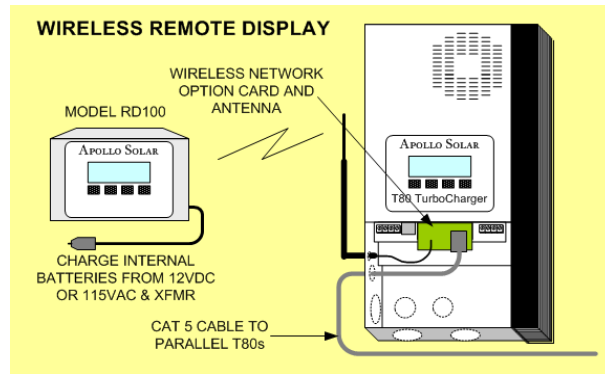 WIRELESS REMOTE DISPLAY
WIRELESS NETWORK
OPTION CARD AND
ANTENNA
MODEL RD100
APOLLO SOLAR
APOLLO SOLAR
T80 TurboCharger
CHARGE INTERNAL
BATTERIES FROM 12VDC
OR 115VAC & XFMR
CAT 5 CABLE TO
PARALLEL T80s